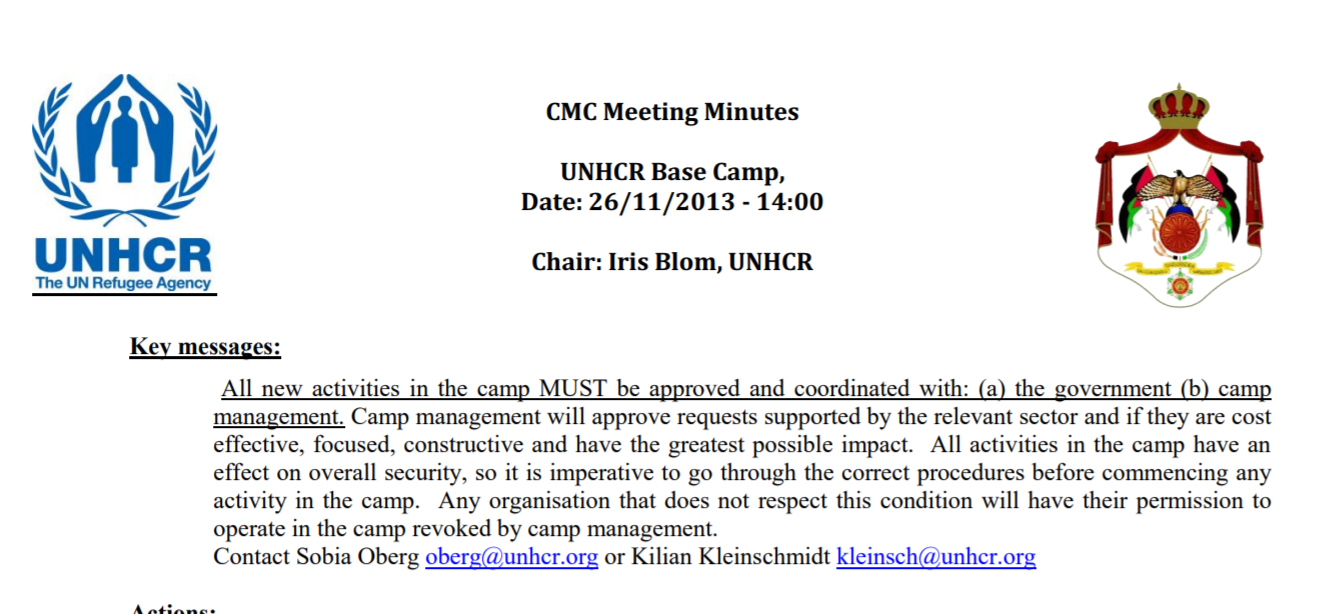 CMC Meeting Minutes
UNHCR Base Camp,
Date: 26/11/2013 - 14:00
Chair: Iris Blom, UNHCR
UNHCR
The UN Refugee Agency
Key messages:
All new activities in the camp MUST be approved and coordinated with: (a) the government (b) camp
management. Camp management will approve requests supported by the relevant sector and if they are cost
effective, focused, constructive and have the greatest possible impact. All activities in the camp have an
effect on overall security, so it is imperative to go through the correct procedures before commencing any
activity in the camp. Any organisation that does not respect this condition will have their permission to
operate in the camp revoked by camp management.
Contact Sobia Oberg oberg@unhcr.org or Kilian Kleinschmidt kleinsch@unhcr.org
Actions: